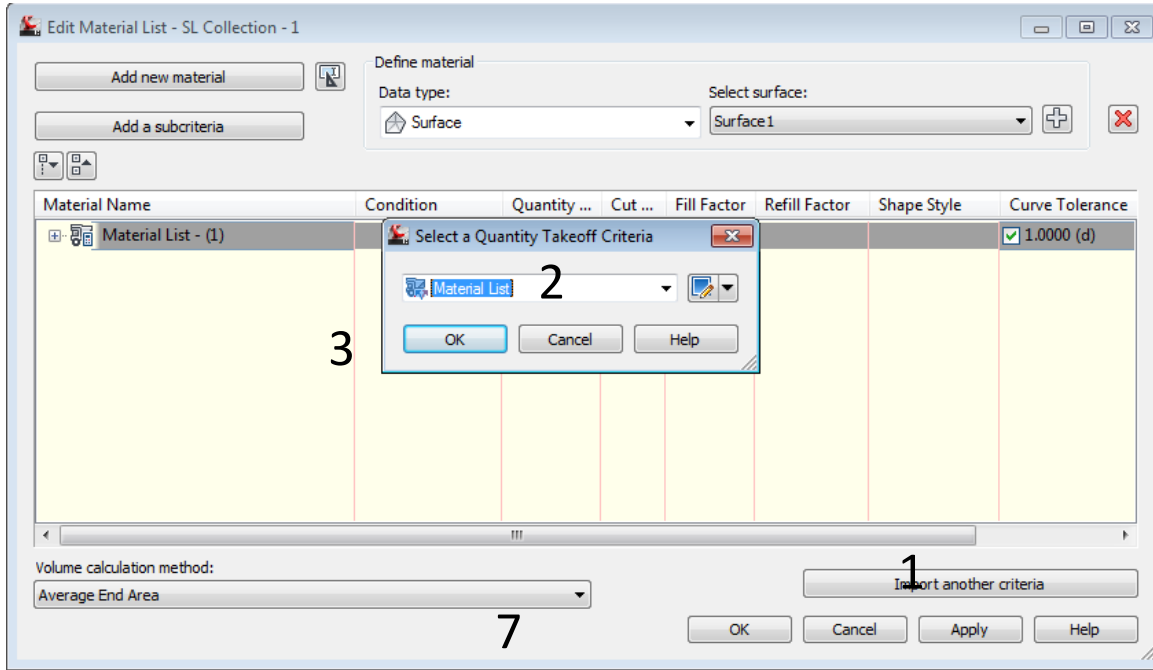 Edit Material List - SL Collection - 1
Add new material
Define material
Data type:
Select surface:
Surface
Surface1
Add a subcriteria
Material Name Condition Quantity ... Cut ... Fill Factor Refill Factor Shape Style Curve Tolerance
Material List - (1)
1.0000 (d)
Select a Quantity Takeoff Criteria
Material List
2
OK Cancel Help
3
Volume calculation method:
Average End Area
1
Import another criteria
7
OK Cancel Apply Help